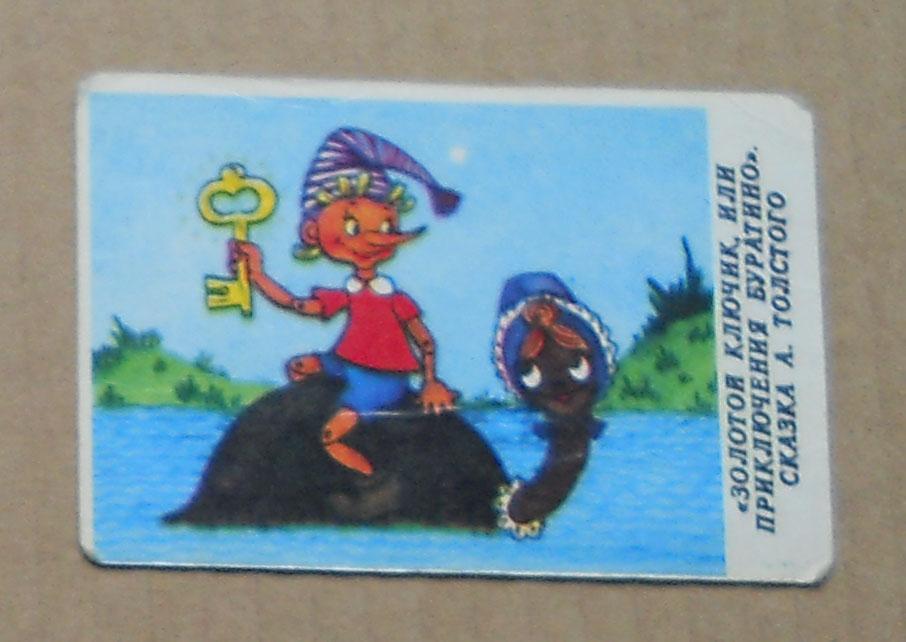 «ЗОЛОТОЙ КЛЮЧИК, ИЛИ
ПРИКЛЮЧЕНИЯ БУРАТИНО».
СКАЗКА А. ТОЛСТОГО